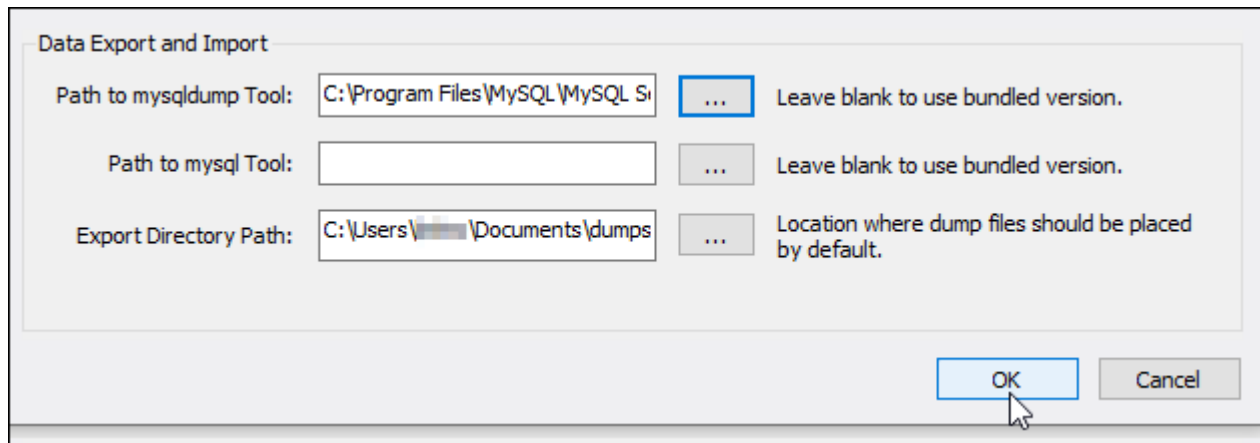 Data Export and Import
Path to mysqldump Tool: C:\Program Files\MySQL\MySQL Se ... Leave blank to use bundled version.
Path to mysql Tool: ... Leave blank to use bundled version.
Export Directory Path: C:\Users\ \Documents\dumps ... Location where dump files should be placed
by default.
OK Cancel